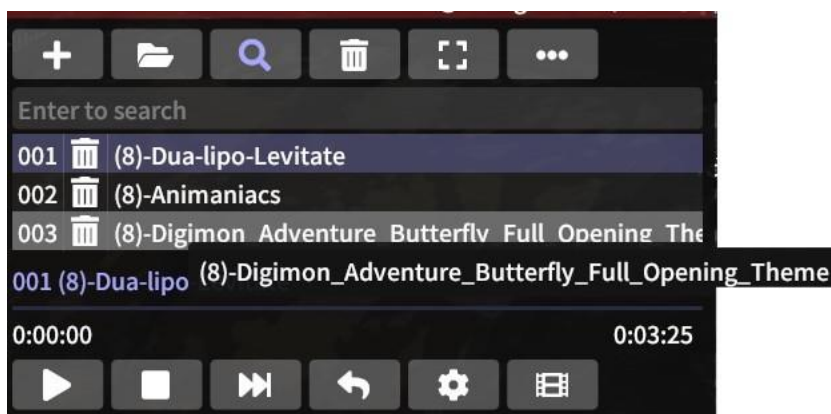 Enter to search
001 (8)-Dua-lipo-Levitate
002 (8)-Animaniacs
003 (8)-Digimon_Adventure_Butterfly_Full_Opening_The
001 (8)-Dua-lipo
(8)-Digimon_Adventure_Butterfly_Full_Opening_Theme
0:00:00 0:03:25